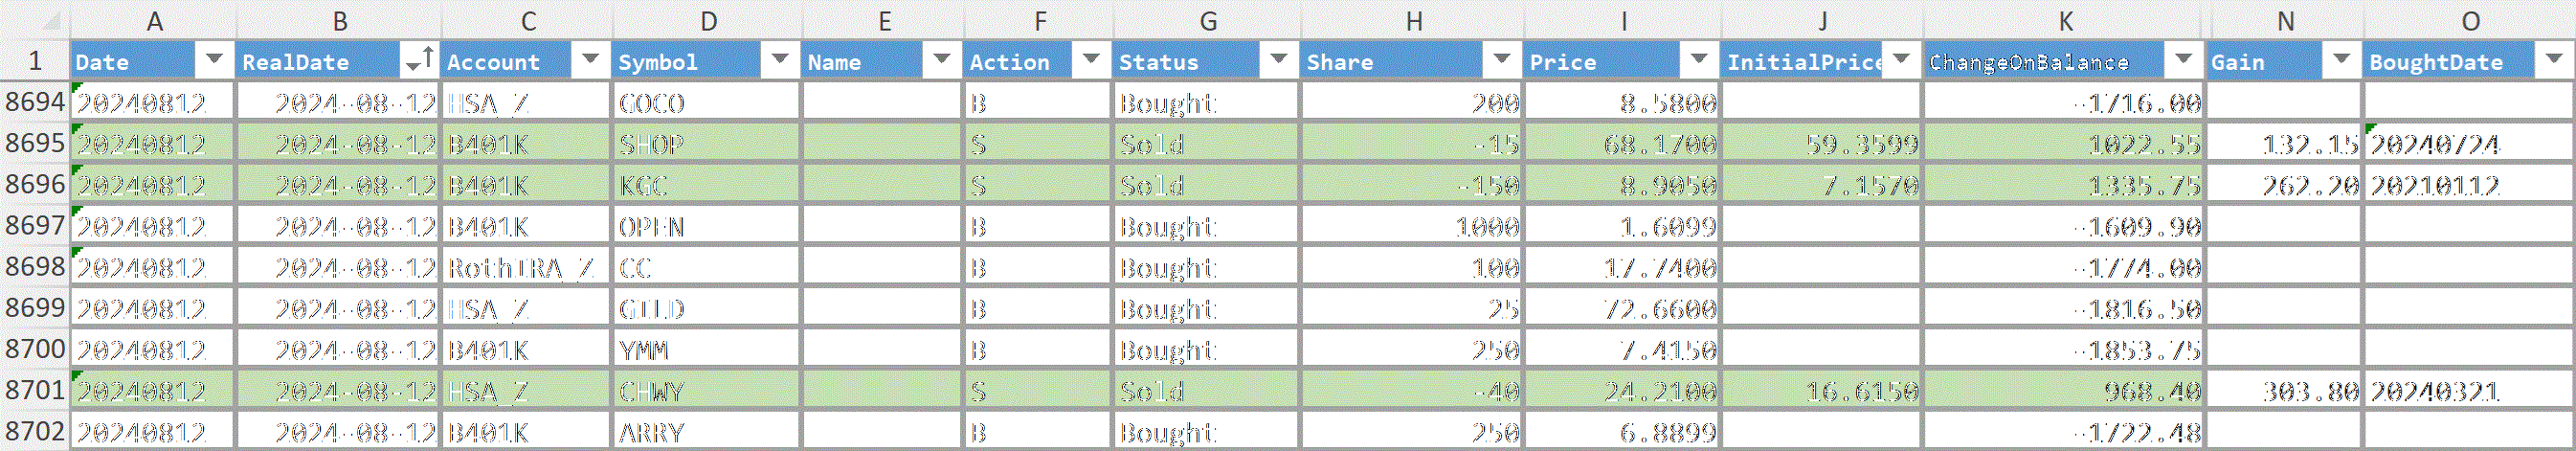 A B C D E F G H I J K N O
1 Date RealDate Account Symbol Name Action Status Share Price InitialPrice ChangeOnBalance Gain BoughtDate
8694 20240812 2024-08-12 HSA_Z GOCO B Bought 200 8.5800 -1716.00
8695 20240812 2024-08-12 B401K SHOP S Sold -15 68.1700 59.3599 1022.55 132.15 20240724
8696 20240812 2024-08-12 B401K KGC S Sold -150 8.9050 7.1570 1335.75 262.20 20210112
8697 20240812 2024-08-12 B401K OPEN B Bought 1000 1.6099 -1609.90
8698 20240812 2024-08-12 RothIRA_Z CC B Bought 100 17.7400 -1774.00
8699 20240812 2024-08-12 HSA_Z GILD B Bought 25 72.6600 -1816.50
8700 20240812 2024-08-12 B401K YMM B Bought 250 7.4150 -1853.75
8701 20240812 2024-08-12 HSA_Z CHWY S Sold -40 24.2100 16.6150 968.40 303.80 20240321
8702 20240812 2024-08-12 B401K ARRY B Bought 250 6.8899 -1722.48